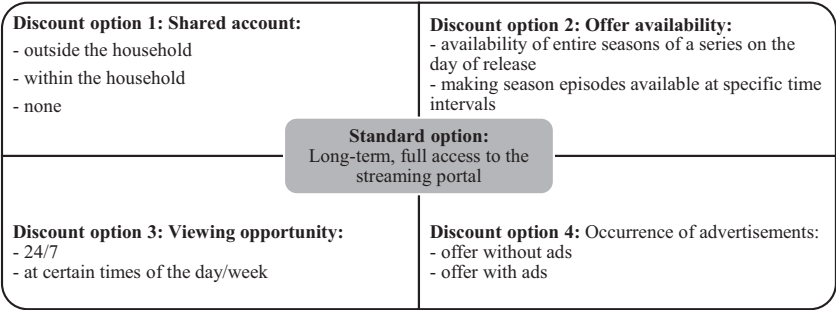 Discount option 1: Shared account:
- outside the household
- within the household
- none
Discount option 2: Offer availability:
- availability of entire seasons of a series on the
day of release
- making season episodes available at specific time
intervals
Standard option:
Long-term, full access to the
streaming portal
Discount option 3: Viewing opportunity:
- 24/7
- at certain times of the day/week
Discount option 4: Occurrence of advertisements:
- offer without ads
- offer with ads